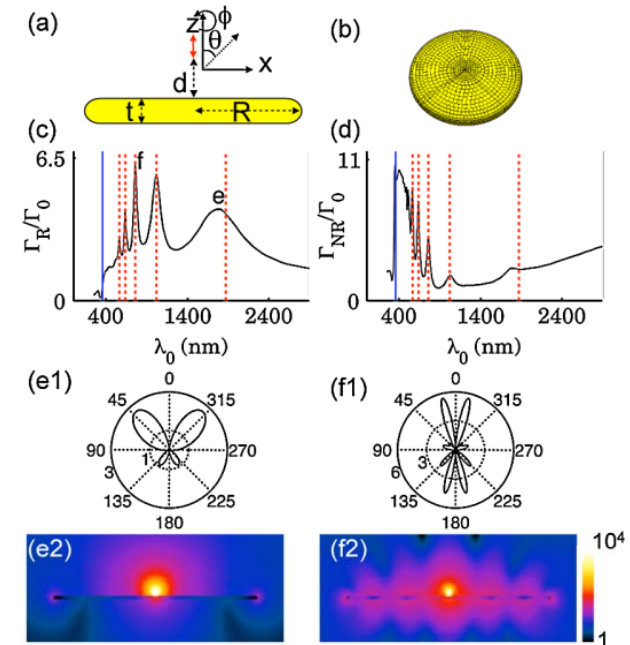 (a)
z
ϕ
θ
x
d
t
R
(b)
(c)
6.5
f
e
Γ_R/Γ_0
0
400 1400 2400
λ_0 (nm)
(d)
11
Γ_NR/Γ_0
0
400 1400 2400
λ_0 (nm)
(e1)
0
45 315
90 270
1
3
135 225
180
(f1)
0
45 315
90 270
3
6
135 225
180
(e2)
(f2)
10^4
1